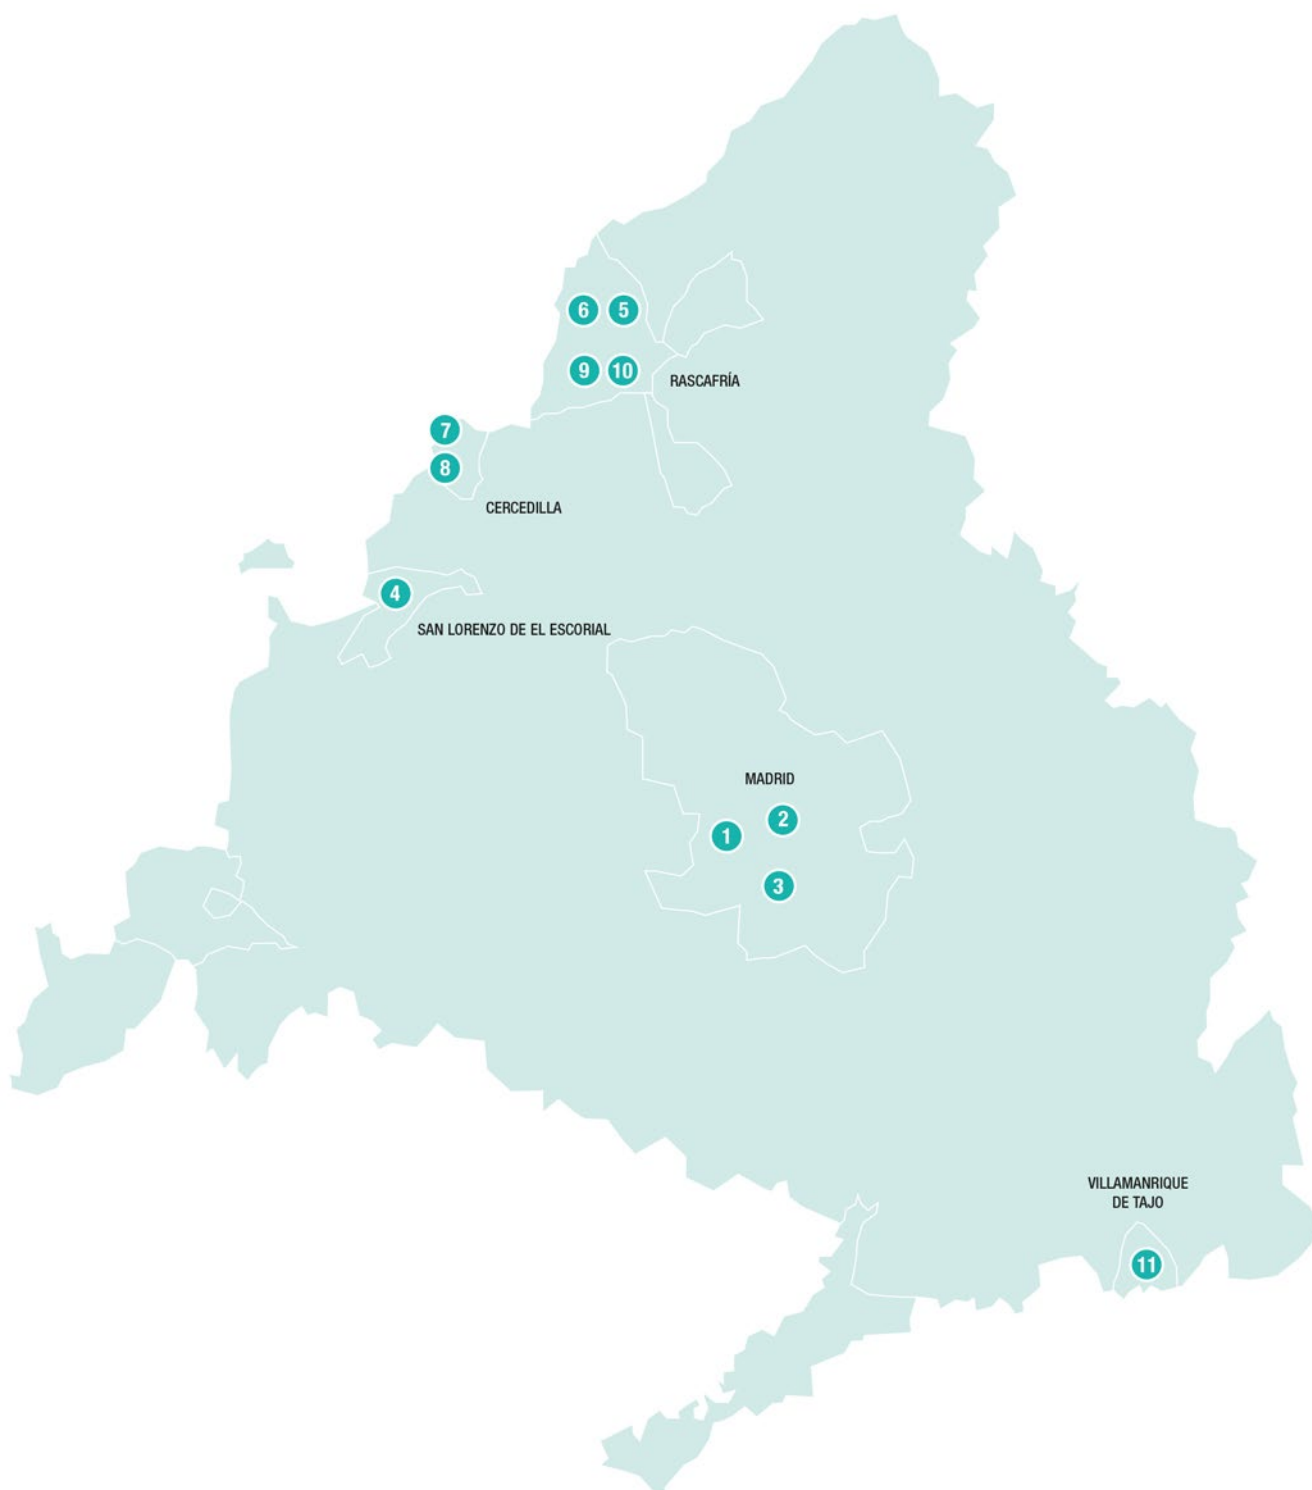 6 5
9 10
RASCAFRÍA
7
8
CERCEDILLA
4
SAN LORENZO DE EL ESCORIAL
MADRID
2
1
3
VILLAMANRIQUE
DE TAJO
11